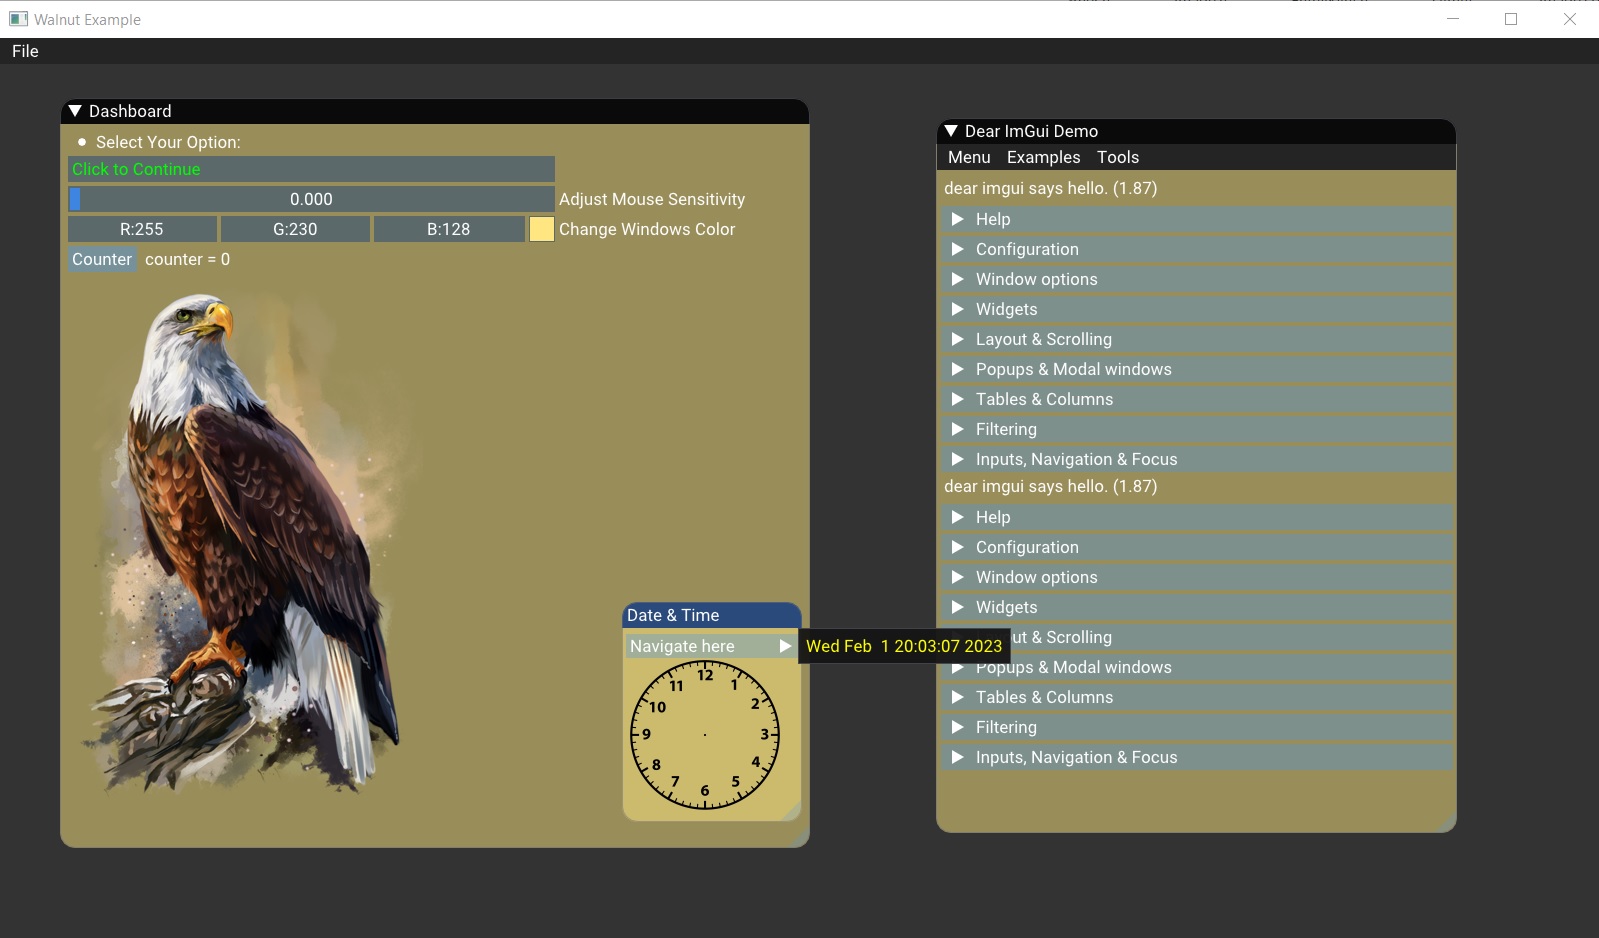 Walnut Example
File
Dashboard
Select Your Option:
Click to Continue
0.000 Adjust Mouse Sensitivity
R:255 G:230 B:128 Change Windows Color
Counter counter = 0
Date & Time
Navigate here
Wed Feb  1 20:03:07 2023
12
1
2
3
4
5
6
7
8
9
10
11
Dear ImGui Demo
Menu Examples Tools
dear imgui says hello. (1.87)
Help
Configuration
Window options
Widgets
Layout & Scrolling
Popups & Modal windows
Tables & Columns
Filtering
Inputs, Navigation & Focus
dear imgui says hello. (1.87)
Help
Configuration
Window options
Widgets
& Scrolling
Popups & Modal windows
Tables & Columns
Filtering
Inputs, Navigation & Focus